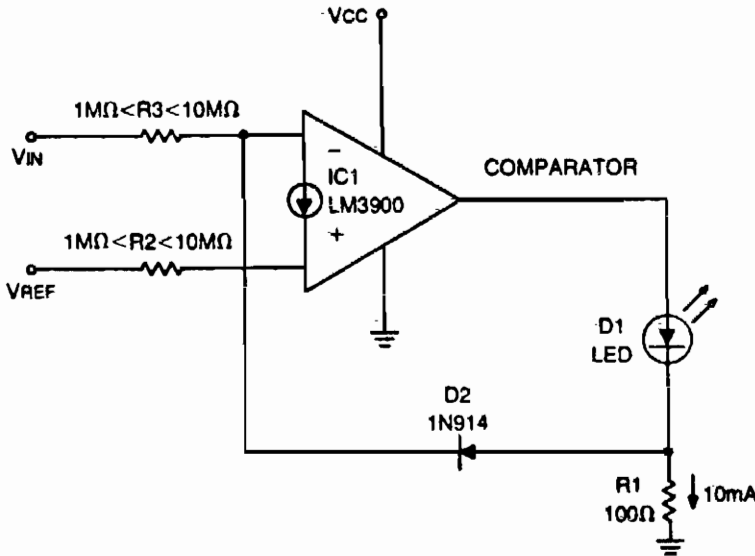 VCC
1MΩ<R3<10MΩ
VIN
−
IC1
LM3900
+
COMPARATOR
1MΩ<R2<10MΩ
VREF
D1
LED
D2
1N914
R1
100Ω
10mA